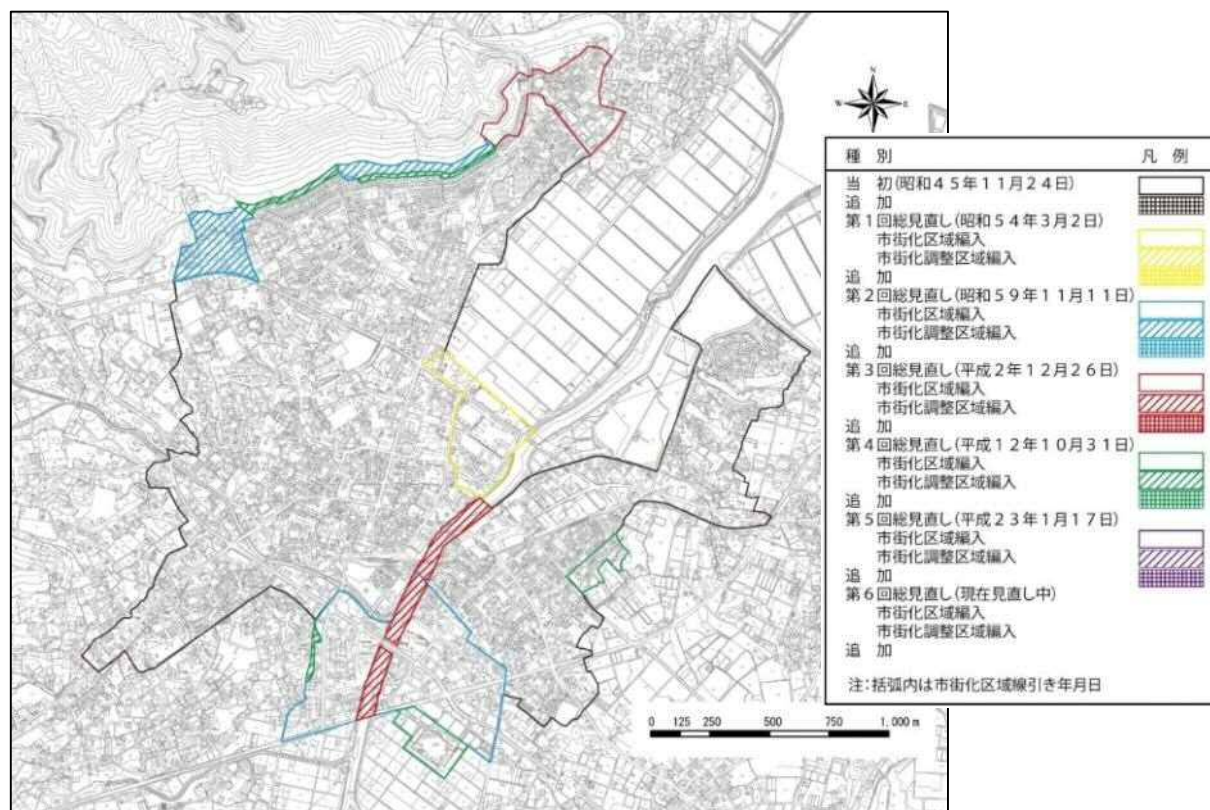 N
W
E
S
種 別 凡 例
当 初(昭和45年11月24日)
追 加
第1回総見直し(昭和54年3月2日)
市街化区域編入
市街化調整区域編入
追 加
第2回総見直し(昭和59年11月11日)
市街化区域編入
市街化調整区域編入
追 加
第3回総見直し(平成2年12月26日)
市街化区域編入
市街化調整区域編入
追 加
第4回総見直し(平成12年10月31日)
市街化区域編入
市街化調整区域編入
追 加
第5回総見直し(平成23年1月17日)
市街化区域編入
市街化調整区域編入
追 加
第6回総見直し(現在見直し中)
市街化区域編入
市街化調整区域編入
追 加
注:括弧内は市街化区域線引き年月日
0 125 250 500 750 1,000 m